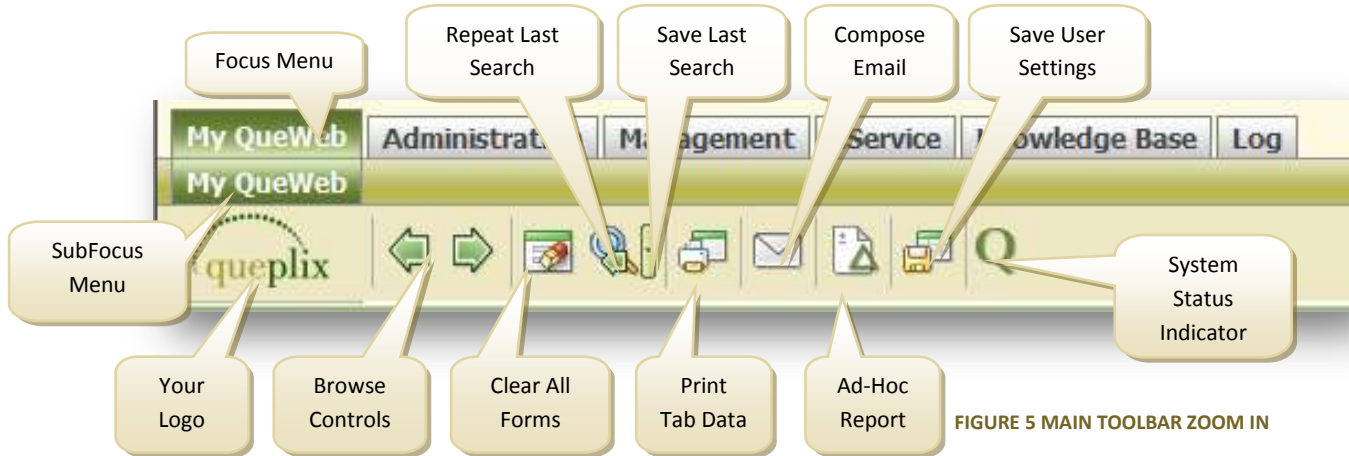 Repeat Last
Search
Save Last
Search
Compose
Email
Save User
Settings
Focus Menu
My QueWeb Administration Management Service Knowledge Base Log
My QueWeb
SubFocus
Menu
queplix
Q
System
Status
Indicator
Your
Logo
Browse
Controls
Clear All
Forms
Print
Tab Data
Ad-Hoc
Report
FIGURE 5 MAIN TOOLBAR ZOOM IN